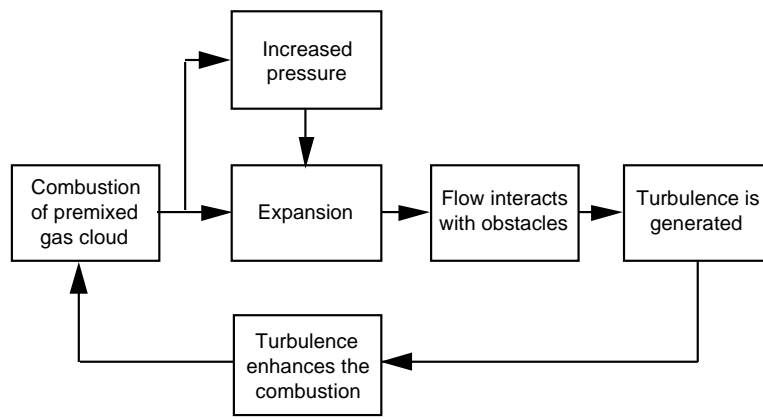 Increased
pressure
Combustion
of premixed
gas cloud
Expansion
Flow interacts
with obstacles
Turbulence is
generated
Turbulence
enhances the
combustion